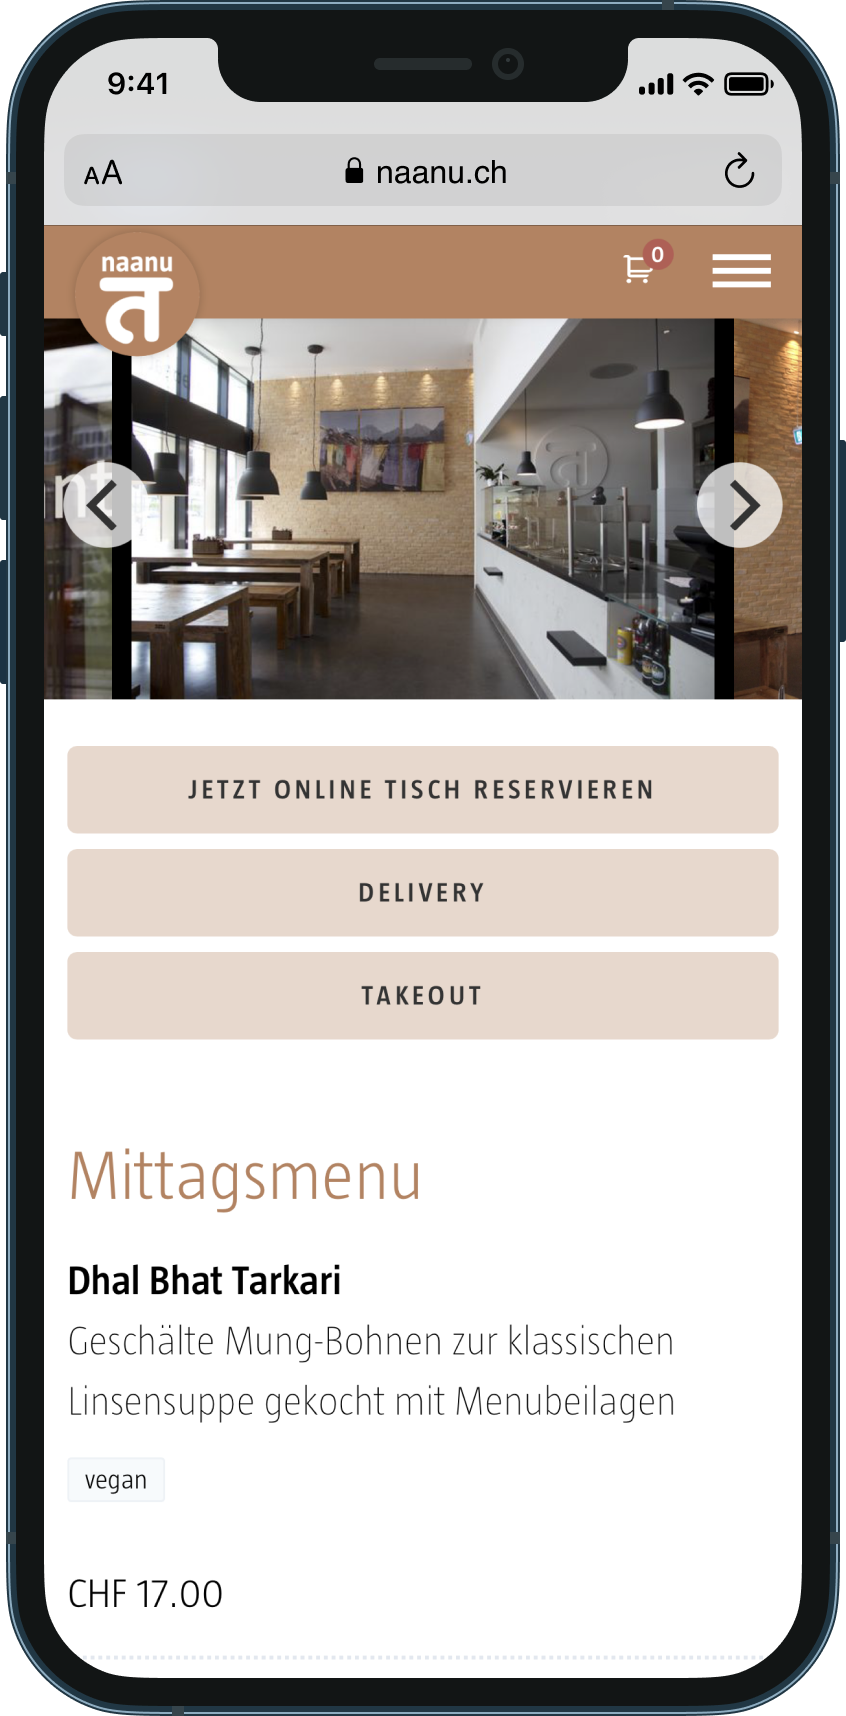 9:41
AA
naanu.ch
naanu
त
0
JETZT ONLINE TISCH RESERVIEREN
DELIVERY
TAKEOUT
Mittagsmenu
Dhal Bhat Tarkari
Geschälte Mung-Bohnen zur klassischen
Linsensuppe gekocht mit Menubeilagen
vegan
CHF 17.00